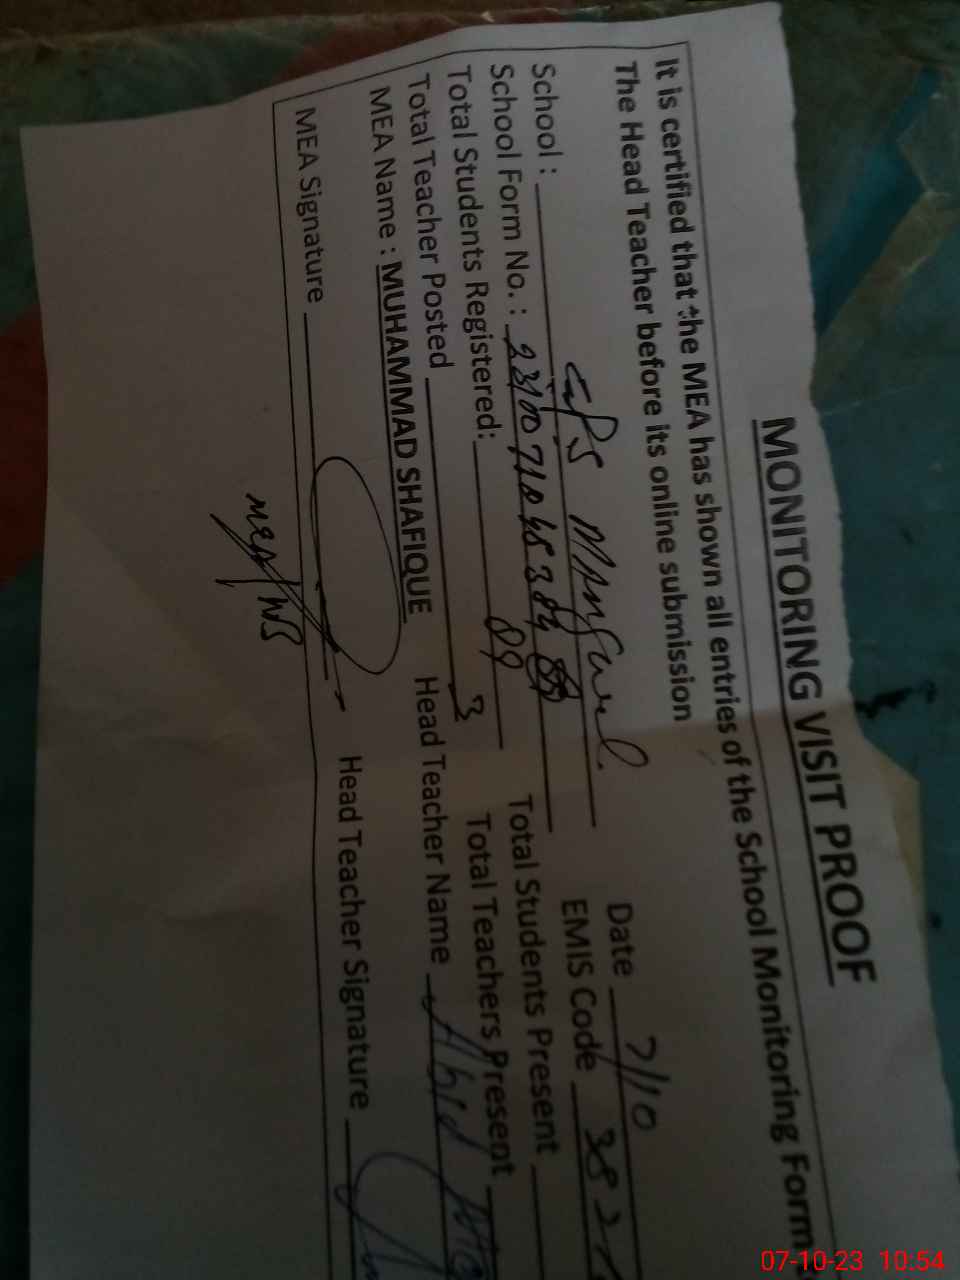 MONITORING VISIT PROOF
It is certified that the MEA has shown all entries of the School Monitoring Form
The Head Teacher before its online submission
School : Date 7/10
School Form No. : EMIS Code 38
Total Students Registered: 89 Total Students Present
Total Teacher Posted 3 Total Teachers Present
MEA Name : MUHAMMAD SHAFIQUE Head Teacher Name Abid
MEA Signature Head Teacher Signature
07-10-23 10:54